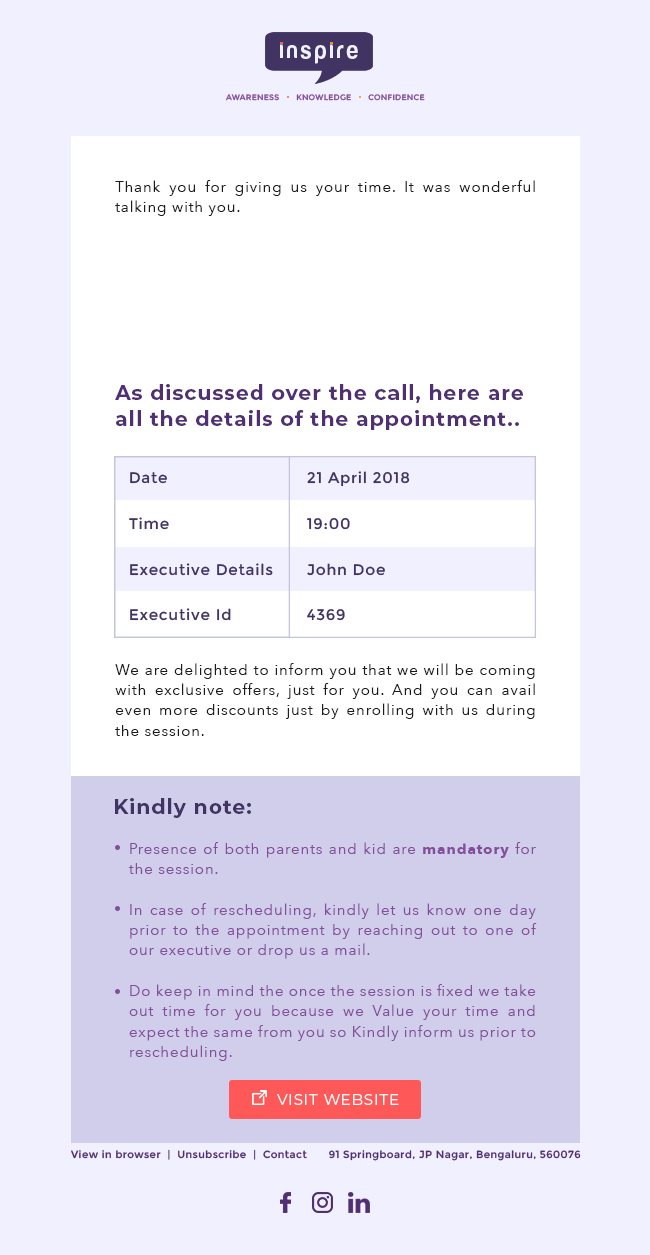 inspire
AWARENESS • KNOWLEDGE • CONFIDENCE
Thank you for giving us your time. It was wonderful
talking with you.
As discussed over the call, here are
all the details of the appointment..
Date 21 April 2018
Time 19:00
Executive Details John Doe
Executive Id 4369
We are delighted to inform you that we will be coming
with exclusive offers, just for you. And you can avail
even more discounts just by enrolling with us during
the session.
Kindly note:
• Presence of both parents and kid are mandatory for
the session.
• In case of rescheduling, kindly let us know one day
prior to the appointment by reaching out to one of
our executive or drop us a mail.
• Do keep in mind the once the session is fixed we take
out time for you because we Value your time and
expect the same from you so Kindly inform us prior to
rescheduling.
VISIT WEBSITE
View in browser | Unsubscribe | Contact 91 Springboard, JP Nagar, Bengaluru, 560076